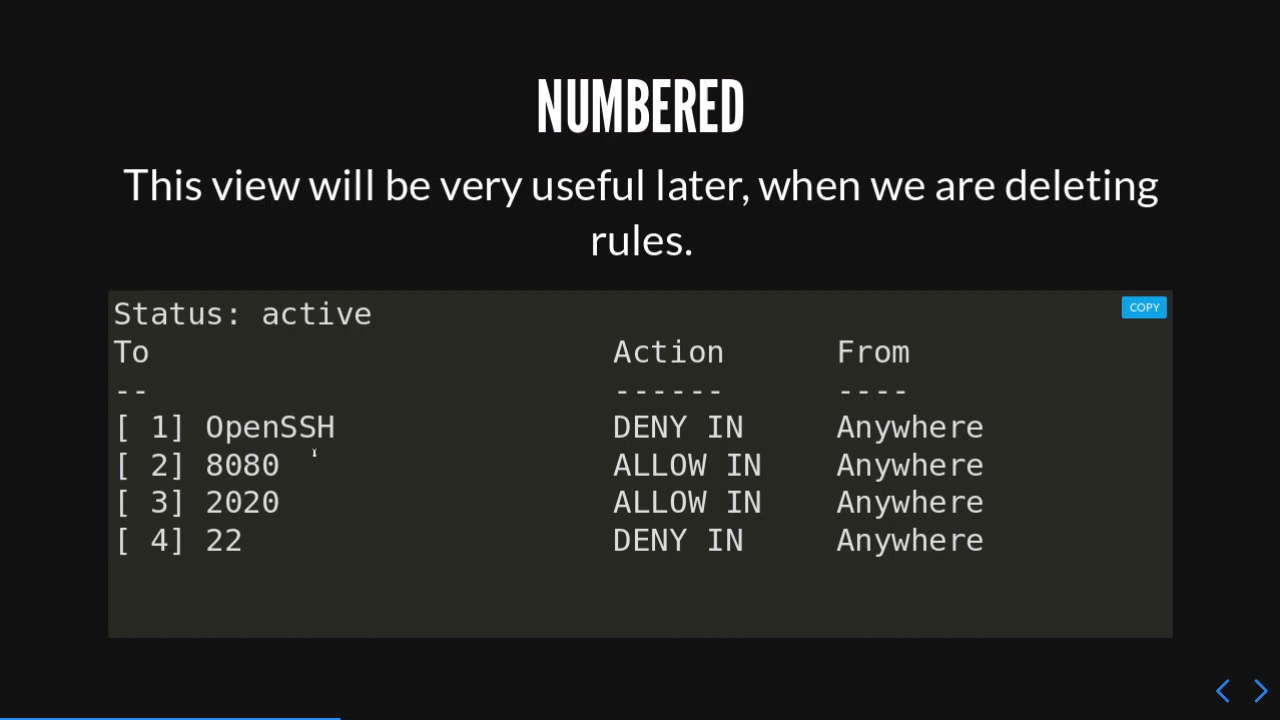 NUMBERED
This view will be very useful later, when we are deleting
rules.
Status: active
COPY
To Action From
-- ------ ----
[ 1] OpenSSH DENY IN Anywhere
[ 2] 8080 ALLOW IN Anywhere
[ 3] 2020 ALLOW IN Anywhere
[ 4] 22 DENY IN Anywhere